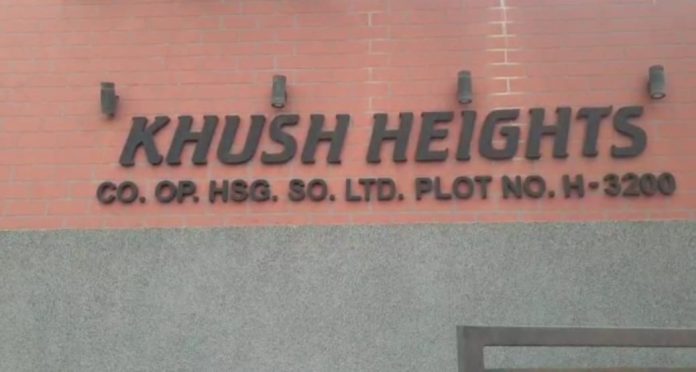 KHUSH HEIGHTS
CO. OP. HSG. SO. LTD. PLOT NO. H-3200